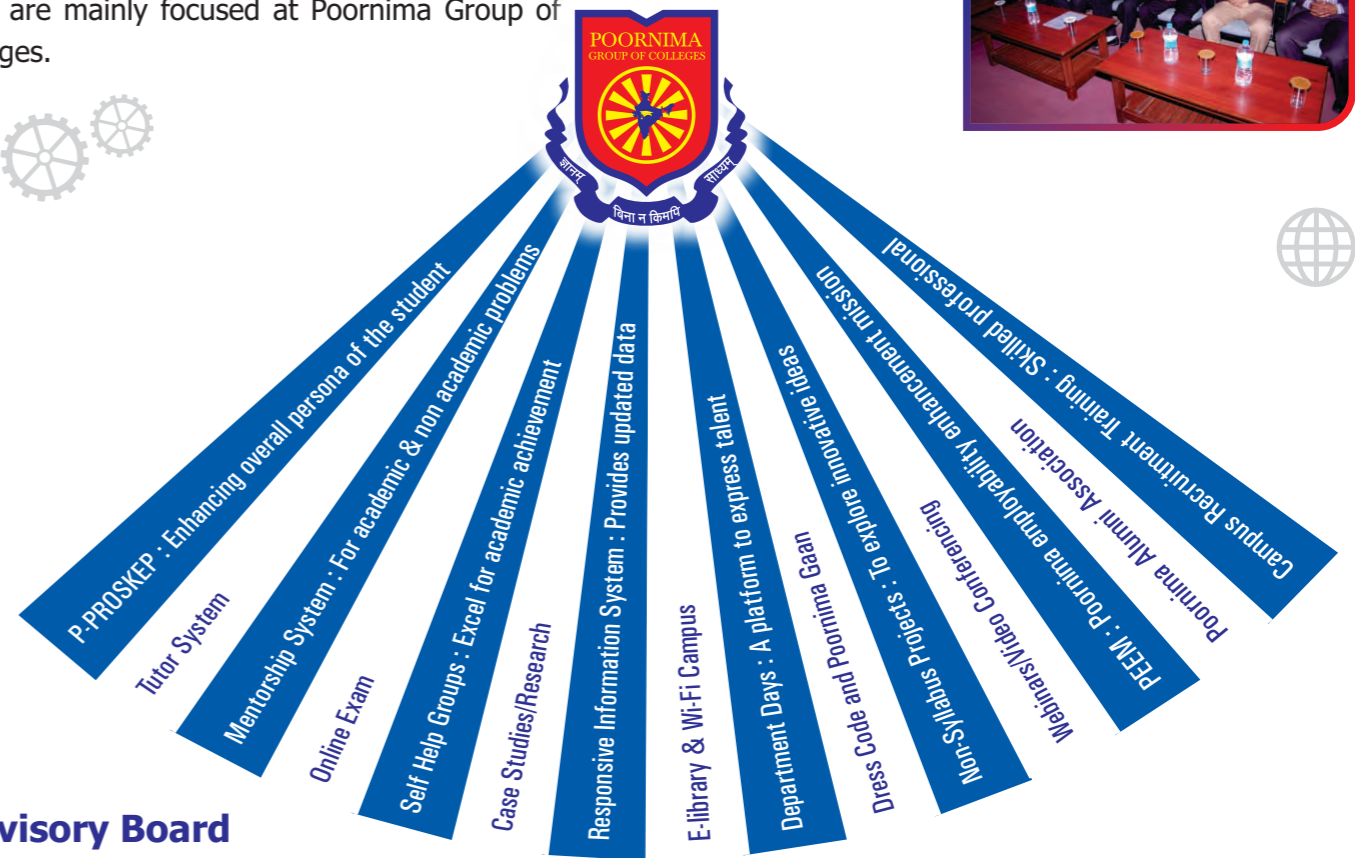 are mainly focused at Poornima Group of
ges.
POORNIMA
GROUP OF COLLEGES
ज्ञानम्
बिना न किमपि
साध्यम्
P-PROSKEP : Enhancing overall persona of the student
Tutor System
Mentorship System : For academic & non academic problems
Online Exam
Self Help Groups : Excel for academic achievement
Case Studies/Research
Responsive Information System : Provides updated data
E-library & Wi-Fi Campus
Department Days : A platform to express talent
Dress Code and Poornima Gaan
Non-Syllabus Projects : To explore innovative ideas
Webinars/Video Conferencing
PEEM : Poornima employability enhancement mission
Poornima Alumni Association
Campus Recruitment Training : Skilled professional
visory Board